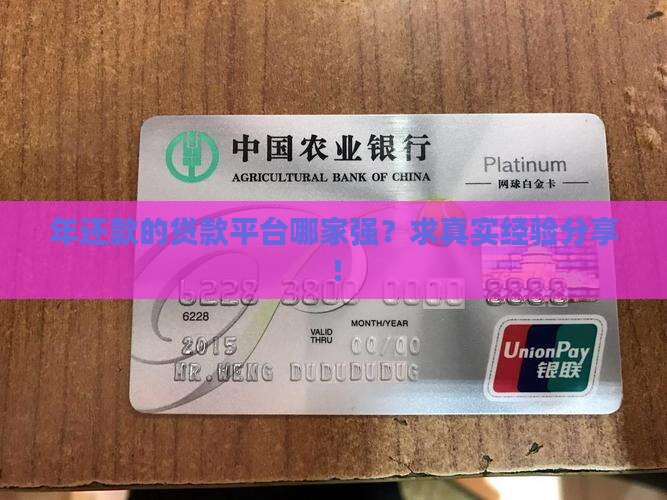 中国农业银行
AGRICULTURAL BANK OF CHINA
Platinum
网球白金卡
年还款的贷款平台哪家强？求真实经验分享
！
6228 3800 0000 8888
6228
MONTH/YEAR
VALID
THRU
2015 00/00
MR.HENG DUDUDUDUG
UnionPay
银联